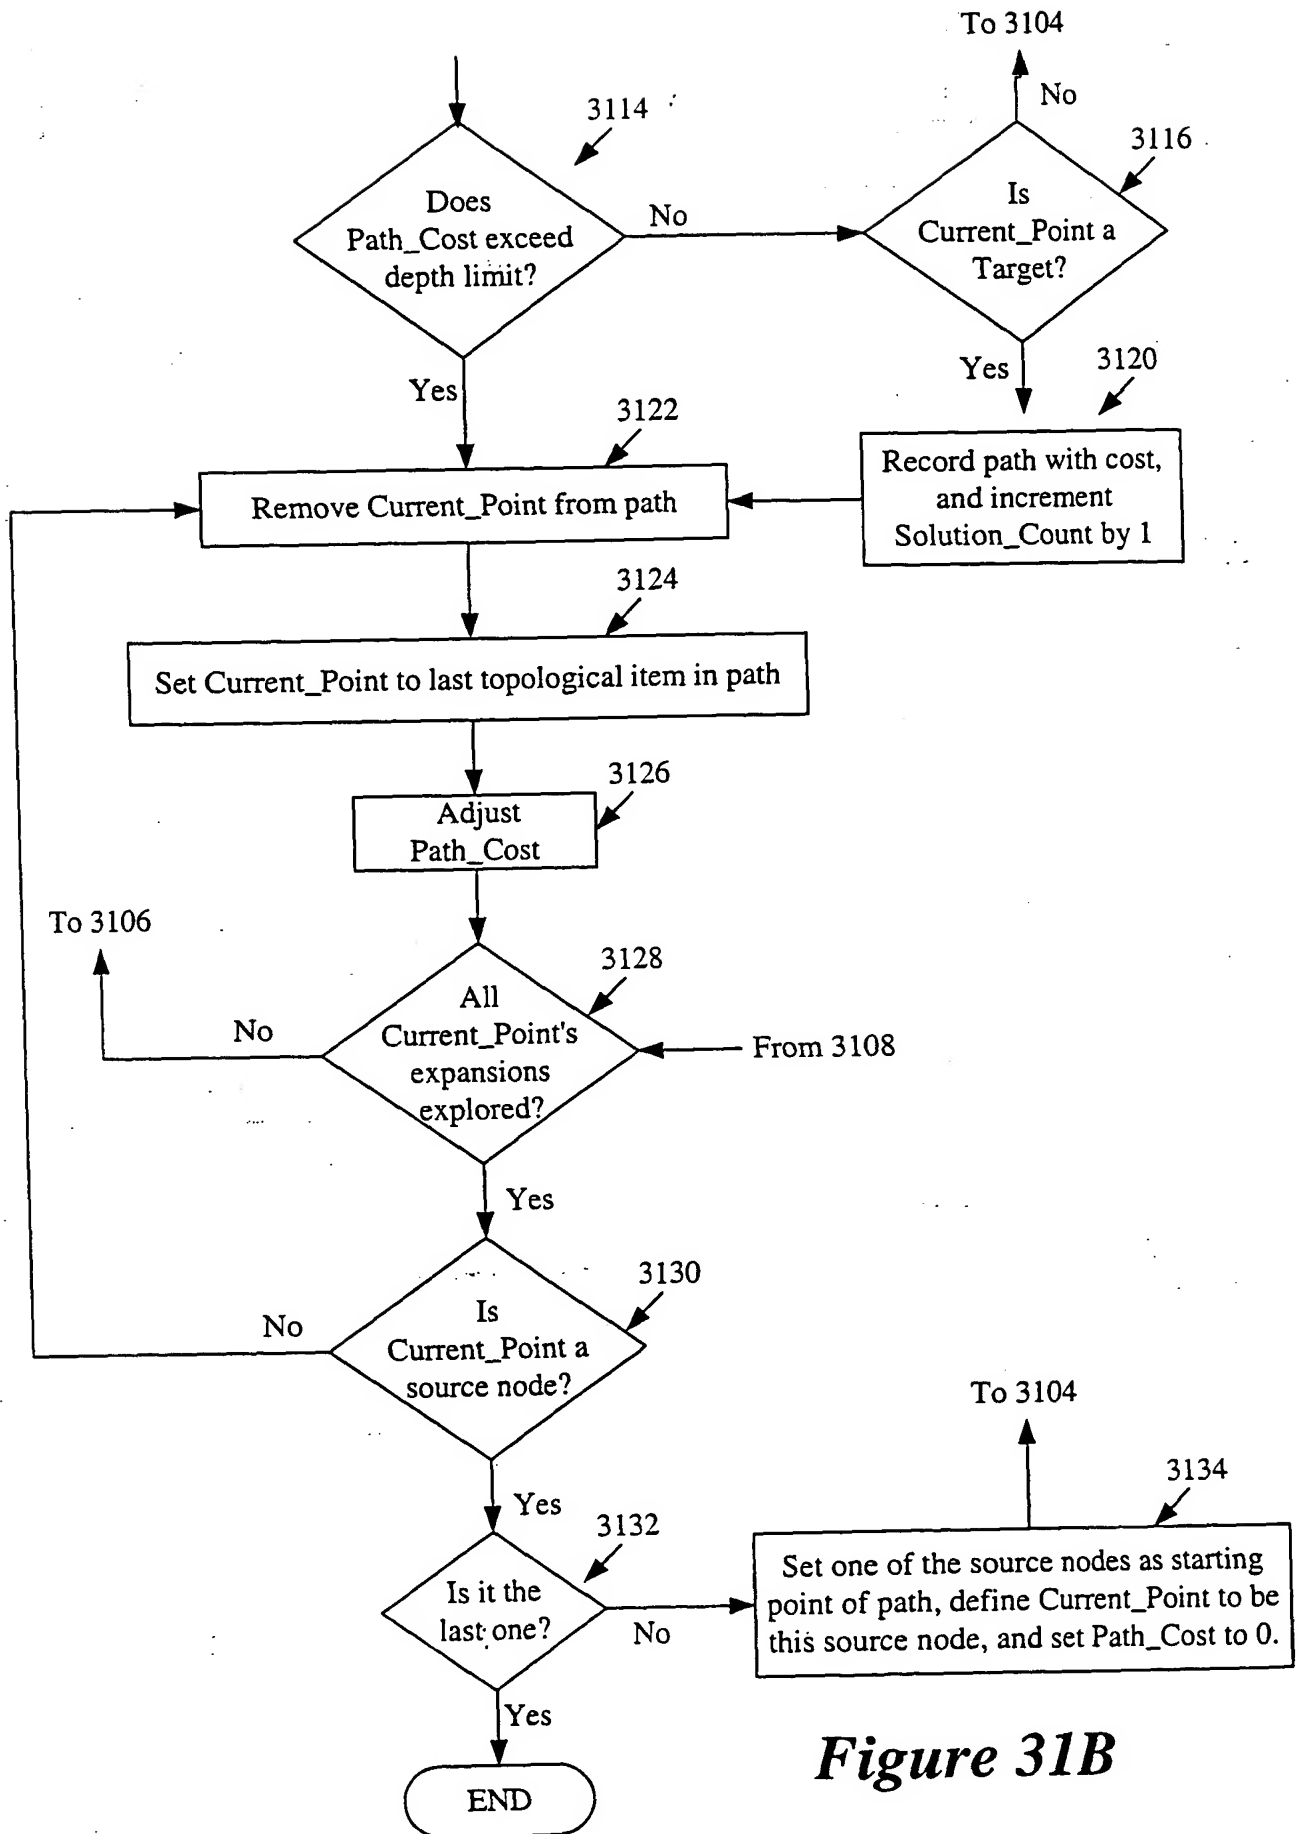 To 3104
No
3114
3116
Does
Path_Cost exceed
depth limit?
No
Is
Current_Point a
Target?
Yes
Yes
3120
3122
Remove Current_Point from path
Record path with cost,
and increment
Solution_Count by 1
3124
Set Current_Point to last topological item in path
3126
Adjust
Path_Cost
To 3106
3128
No
All
Current_Point's
expansions
explored?
From 3108
Yes
3130
No
Is
Current_Point a
source node?
To 3104
3134
Yes
3132
Is it the
last one?
No
Set one of the source nodes as starting
point of path, define Current_Point to be
this source node, and set Path_Cost to 0.
Yes
END
Figure 31B